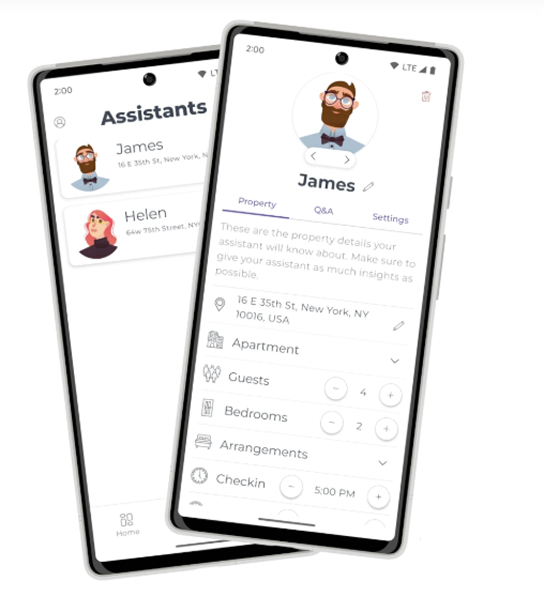 2:00
Assistants
James
16 E 35th St, New York, N
Helen
64w 75th Street, NY
Home
2:00
LTE
James
Property
Q&A
Settings
These are the property details your
assistant will know about. Make sure to
give your assistant as much insights as
possible.
16 E 35th St, New York, NY
10016, USA
Apartment
Guests
− 4 +
Bedrooms
− 2 +
Arrangements
Checkin
− 5:00 PM +